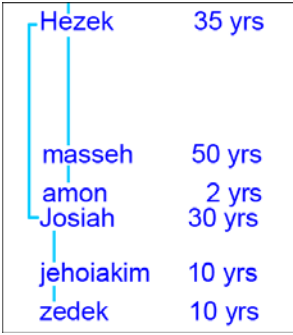 Hezek 35 yrs
masseh 50 yrs
amon 2 yrs
Josiah 30 yrs
jehoiakim 10 yrs
zedek 10 yrs